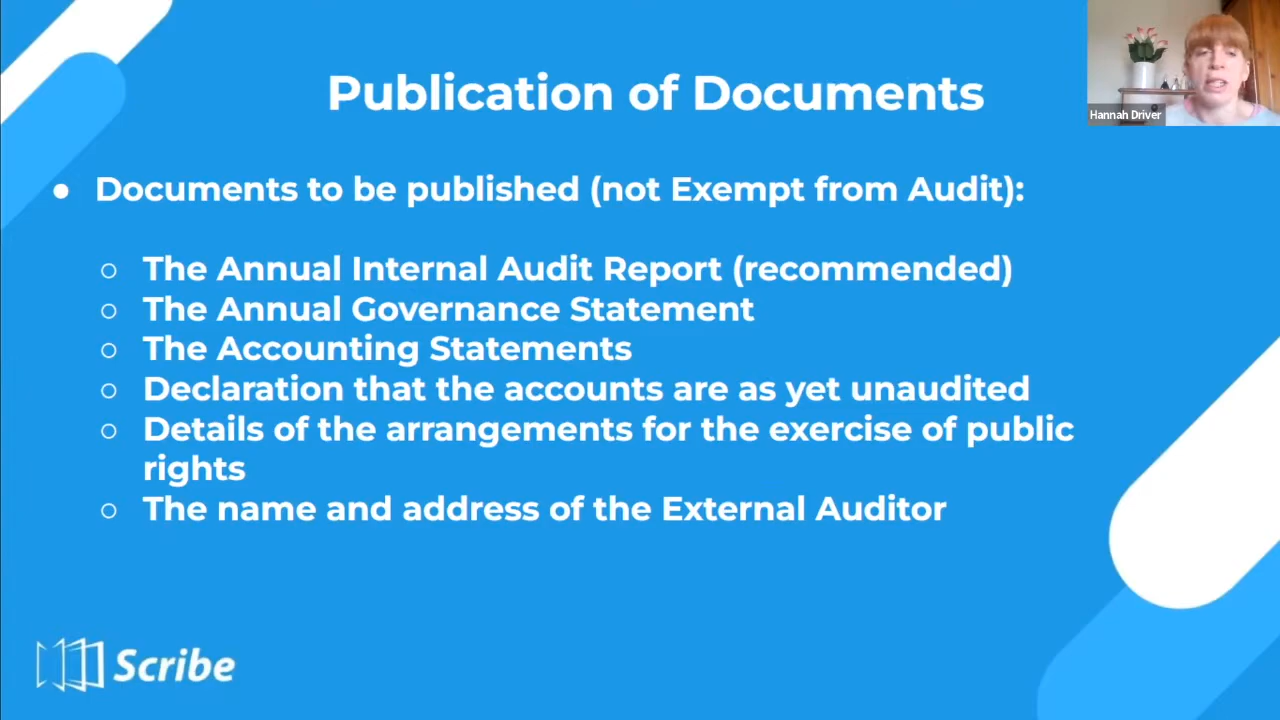 Publication of Documents
Hannah Driver
● Documents to be published (not Exempt from Audit):
○ The Annual Internal Audit Report (recommended)
○ The Annual Governance Statement
○ The Accounting Statements
○ Declaration that the accounts are as yet unaudited
○ Details of the arrangements for the exercise of public
rights
○ The name and address of the External Auditor
Scribe